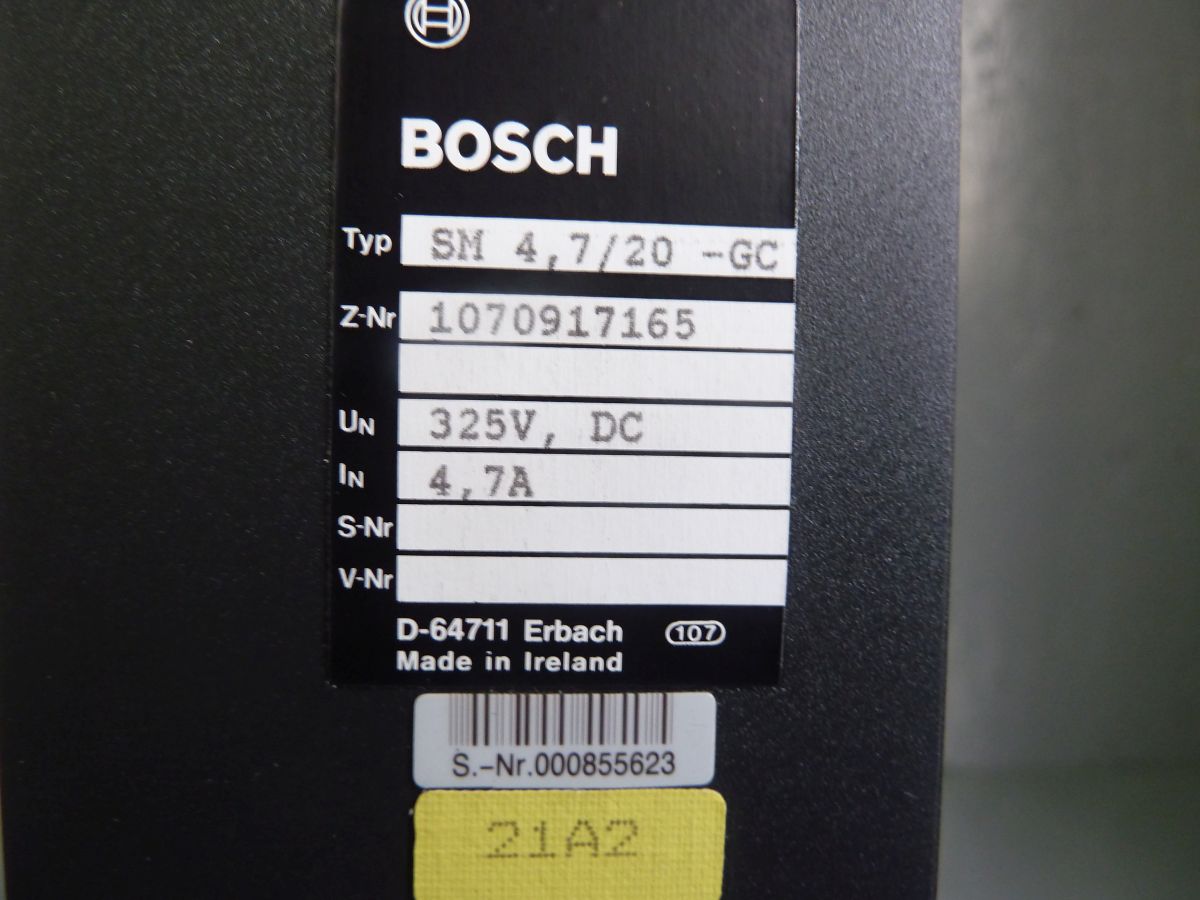 BOSCH
Typ SM 4,7/20 -GC
Z-Nr 1070917165
UN 325V, DC
IN 4,7A
S-Nr
V-Nr
D-64711 Erbach 107
Made in Ireland
S.-Nr.000855623
21A2